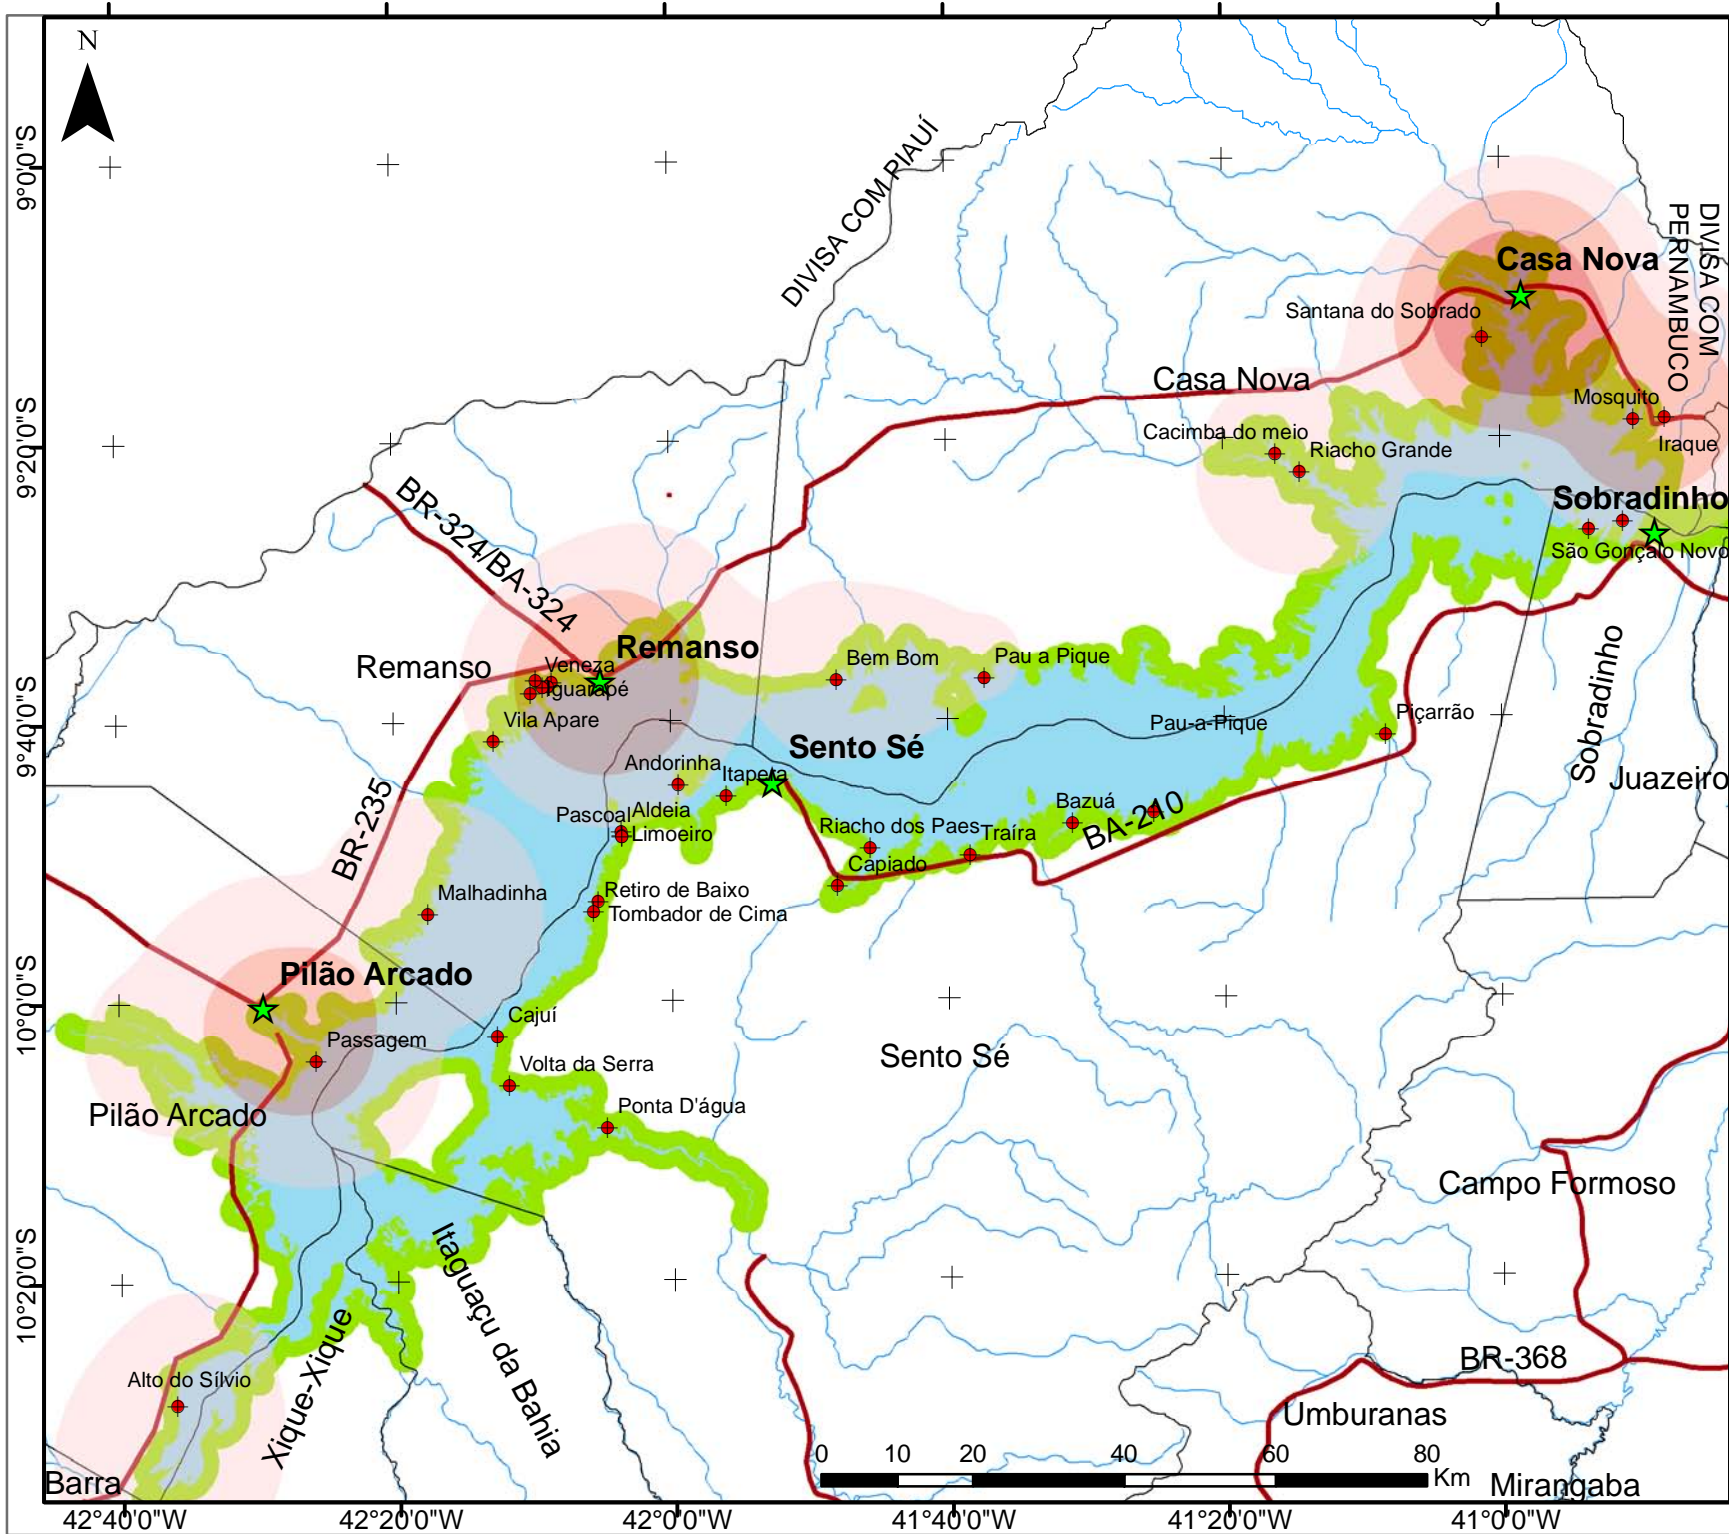 N
9°0'0"S
9°20'0"S
9°40'0"S
10°0'0"S
10°20'0"S
DIVISA COM PIAUÍ
DIVISA COM
PERNAMBUCO
Casa Nova
Santana do Sobrado
Casa Nova
Mosquito
Iraque
Cacimba do meio
Riacho Grande
Sobradinho
São Gonçalo Novo
BR-324/BA-324
Remanso
Remanso
Veneza
Iguarapé
Vila Apare
Bem Bom
Pau a Pique
Pau-a-Pique
Piçarrão
Sobradinho
Juazeiro
Sento Sé
Andorinha
Itapera
Pascoal
Aldeia
Limoeiro
Riacho dos Paes
Traíra
Capiado
Bazuá
BA-210
BR-235
Malhadinha
Retiro de Baixo
Tombador de Cima
Pilão Arcado
Passagem
Cajuí
Volta da Serra
Ponta D'água
Sento Sé
Pilão Arcado
Campo Formoso
Itaguaçu da Bahia
Xique-Xique
Alto do Sílvio
BR-368
Umburanas
Barra
Mirangaba
0 10 20 40 60 80
Km
42°40'0"W 42°20'0"W 42°0'0"W 41°40'0"W 41°20'0"W 41°0'0"W